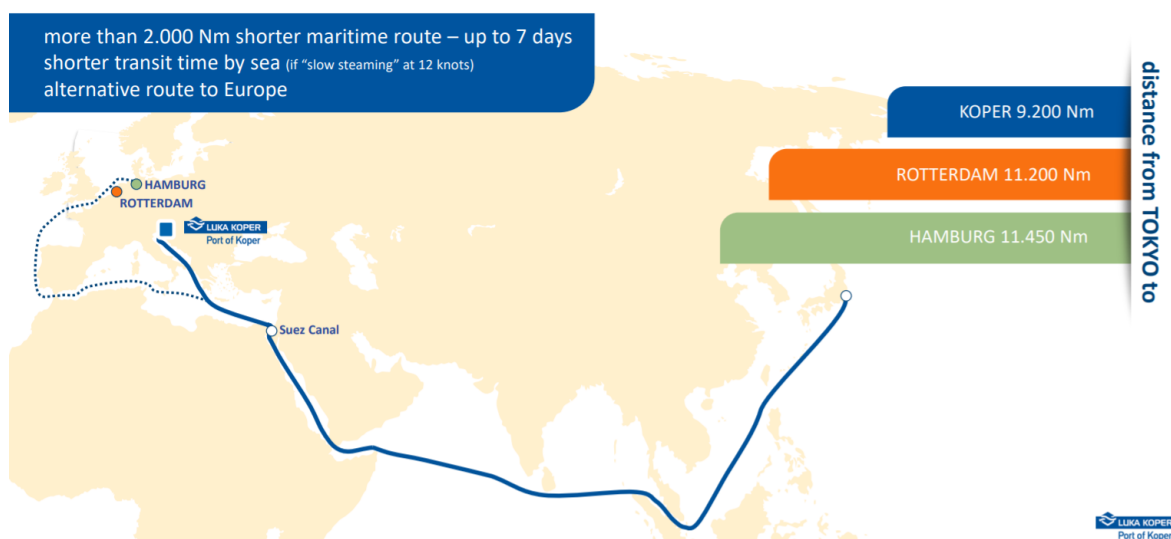 more than 2.000 Nm shorter maritime route – up to 7 days
shorter transit time by sea (if “slow steaming” at 12 knots)
alternative route to Europe
distance from TOKYO to
KOPER 9.200 Nm
ROTTERDAM 11.200 Nm
HAMBURG 11.450 Nm
HAMBURG
ROTTERDAM
LUKA KOPER
Port of Koper
Suez Canal
LUKA KOPER
Port of Koper